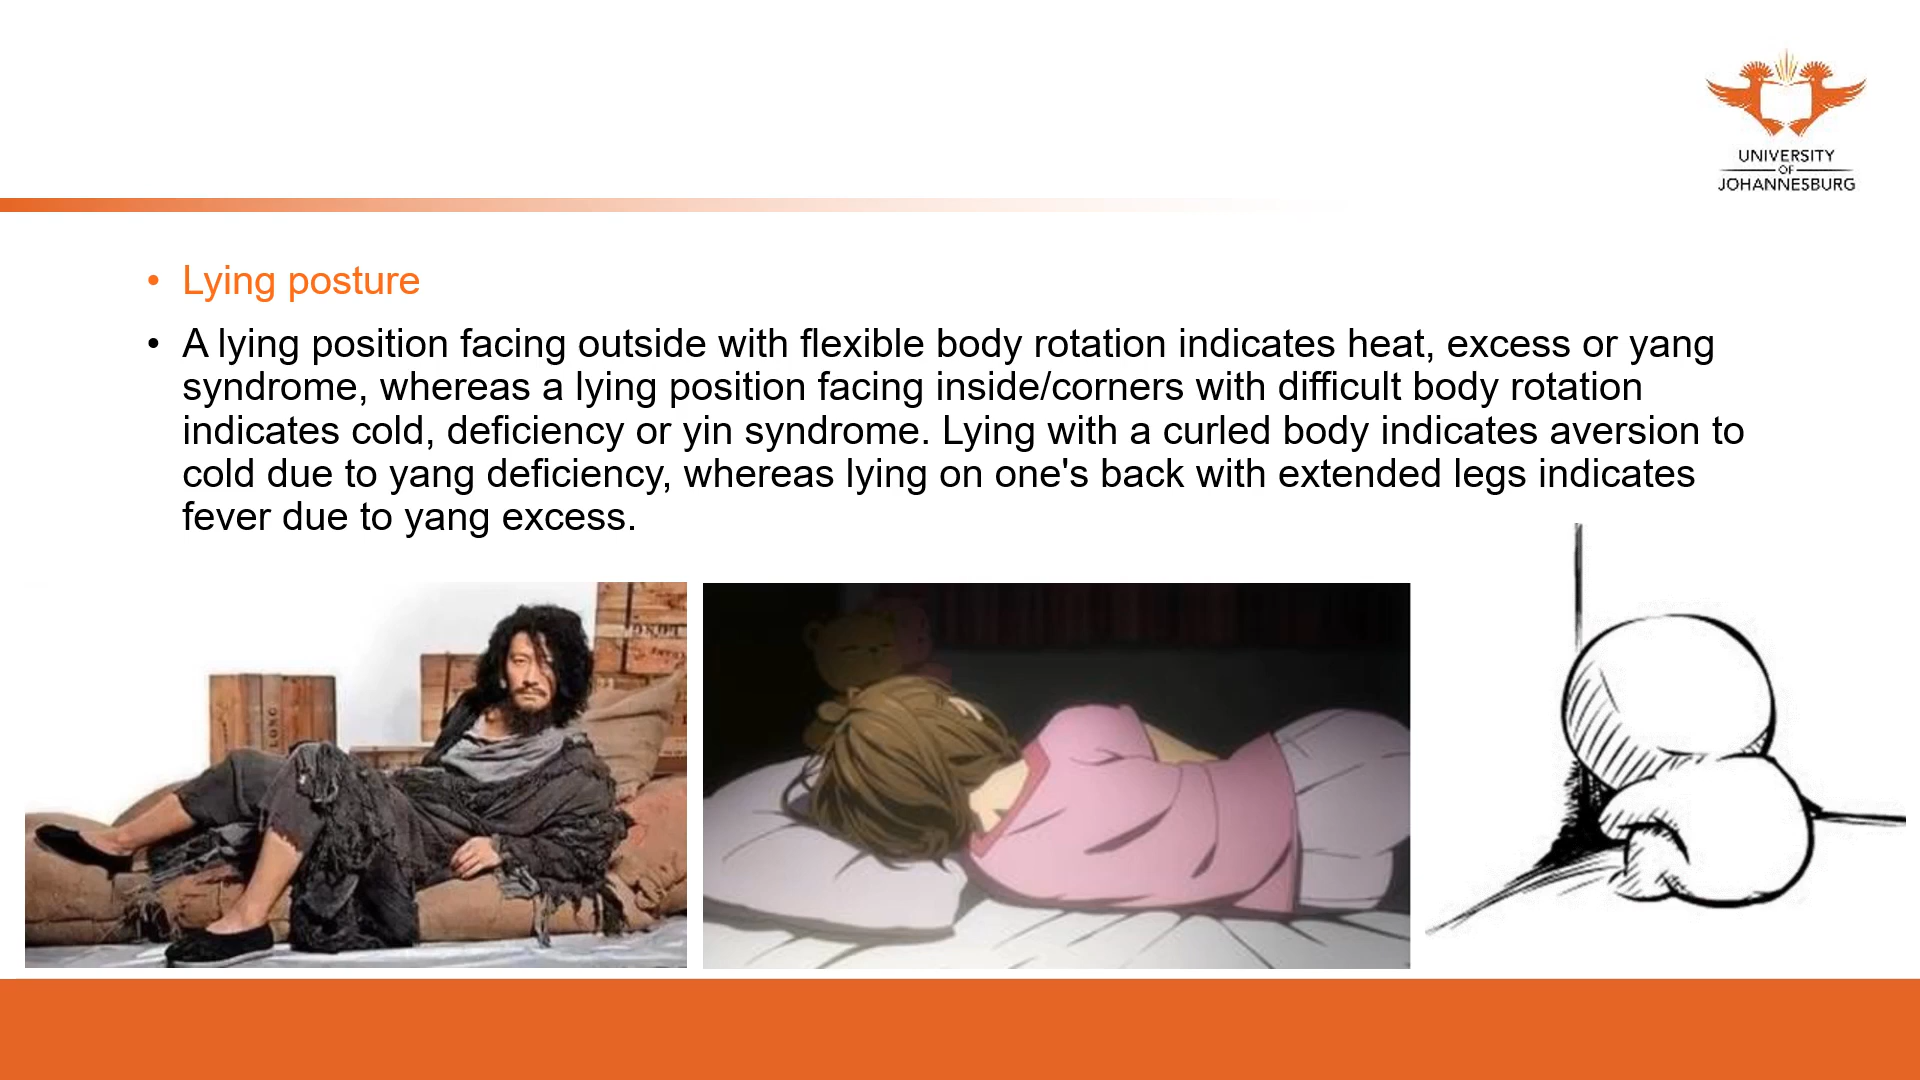 UNIVERSITY
OF
JOHANNESBURG
• Lying posture
• A lying position facing outside with flexible body rotation indicates heat, excess or yang
syndrome, whereas a lying position facing inside/corners with difficult body rotation
indicates cold, deficiency or yin syndrome. Lying with a curled body indicates aversion to
cold due to yang deficiency, whereas lying on one's back with extended legs indicates
fever due to yang excess.